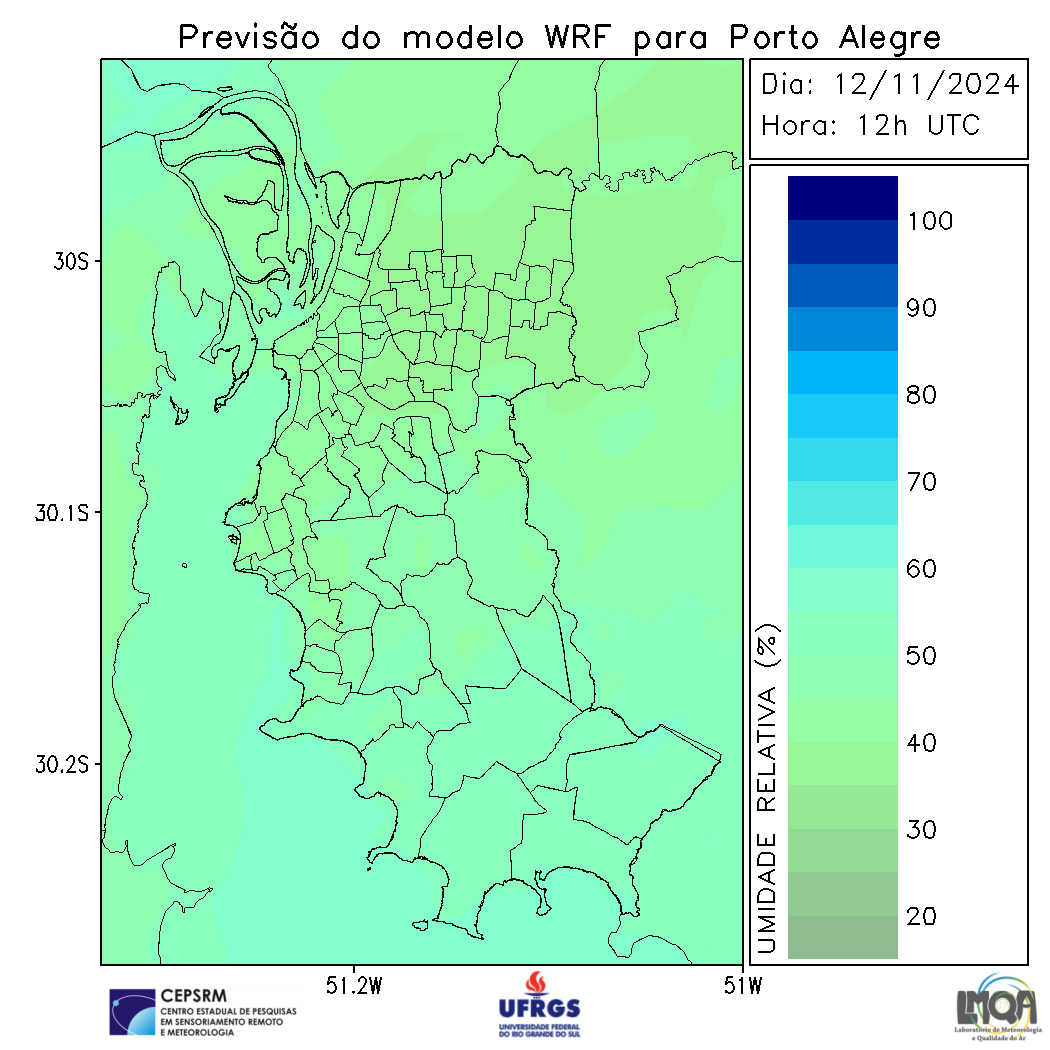 Previsão do modelo WRF para Porto Alegre
Dia: 12/11/2024
Hora: 12h UTC
30S
30.1S
30.2S
51.2W
51W
UMIDADE RELATIVA (%)
100
90
80
70
60
50
40
30
20
CEPSRM
CENTRO ESTADUAL DE PESQUISAS
EM SENSORIAMENTO REMOTO
E METEOROLOGIA
UFRGS
UNIVERSIDADE FEDERAL
DO RIO GRANDE DO SUL
LMQA
Laboratório de Meteorologia
e Qualidade do Ar